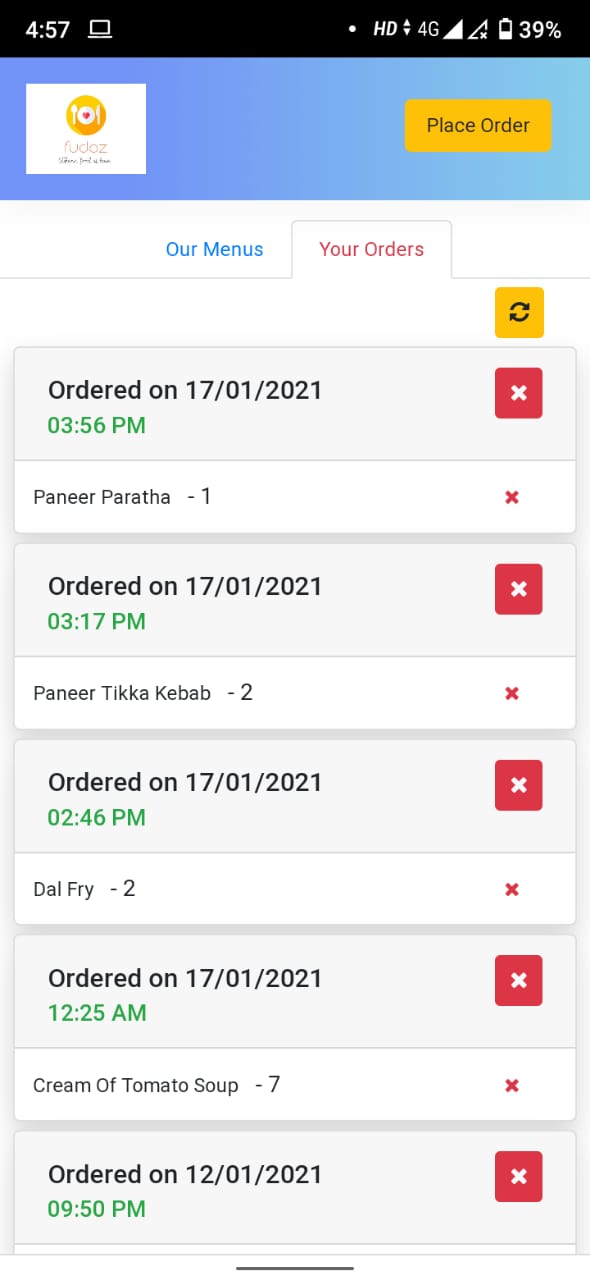 4:57 HD 4G 39%
fudoz
Where food is
Place Order
Our Menus Your Orders
Ordered on 17/01/2021
03:56 PM
Paneer Paratha - 1
Ordered on 17/01/2021
03:17 PM
Paneer Tikka Kebab - 2
Ordered on 17/01/2021
02:46 PM
Dal Fry - 2
Ordered on 17/01/2021
12:25 AM
Cream Of Tomato Soup - 7
Ordered on 12/01/2021
09:50 PM